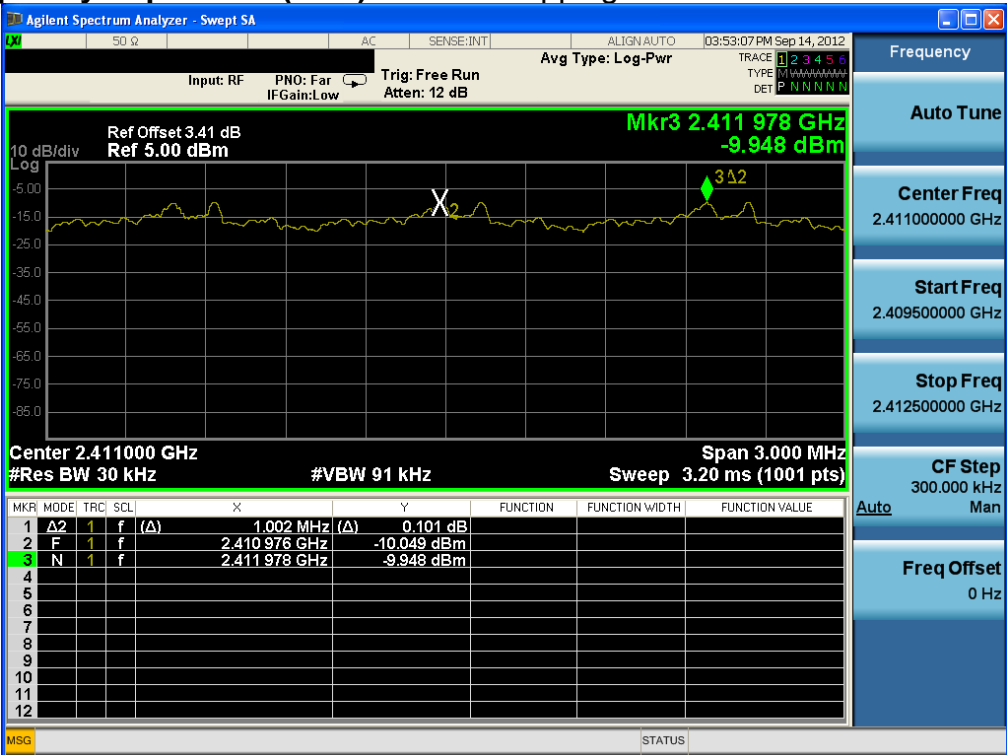 Agilent Spectrum Analyzer - Swept SA
LXI 50 Ω AC SENSE:INT ALIGN AUTO 03:53:07 PM Sep 14, 2012
Input: RF PNO: Far IFGain:Low Trig: Free Run Atten: 12 dB Avg Type: Log-Pwr
TRACE 1 2 3 4 5 6
TYPE M
DET P N N N N N
Mkr3 2.411 978 GHz
-9.948 dBm
Ref Offset 3.41 dB
10 dB/div Ref 5.00 dBm
Log
-5.00
-15.0
-25.0
-35.0
-45.0
-55.0
-65.0
-75.0
-85.0
X2
3Δ2
Center 2.411000 GHz Span 3.000 MHz
#Res BW 30 kHz #VBW 91 kHz Sweep 3.20 ms (1001 pts)
MKR MODE TRC SCL X Y FUNCTION FUNCTION WIDTH FUNCTION VALUE
1 Δ2 1 f (Δ) 1.002 MHz (Δ) 0.101 dB
2 F 1 f 2.410 976 GHz -10.049 dBm
3 N 1 f 2.411 978 GHz -9.948 dBm
4
5
6
7
8
9
10
11
12
MSG STATUS
Frequency
Auto Tune
Center Freq
2.411000000 GHz
Start Freq
2.409500000 GHz
Stop Freq
2.412500000 GHz
CF Step
300.000 kHz
Auto Man
Freq Offset
0 Hz